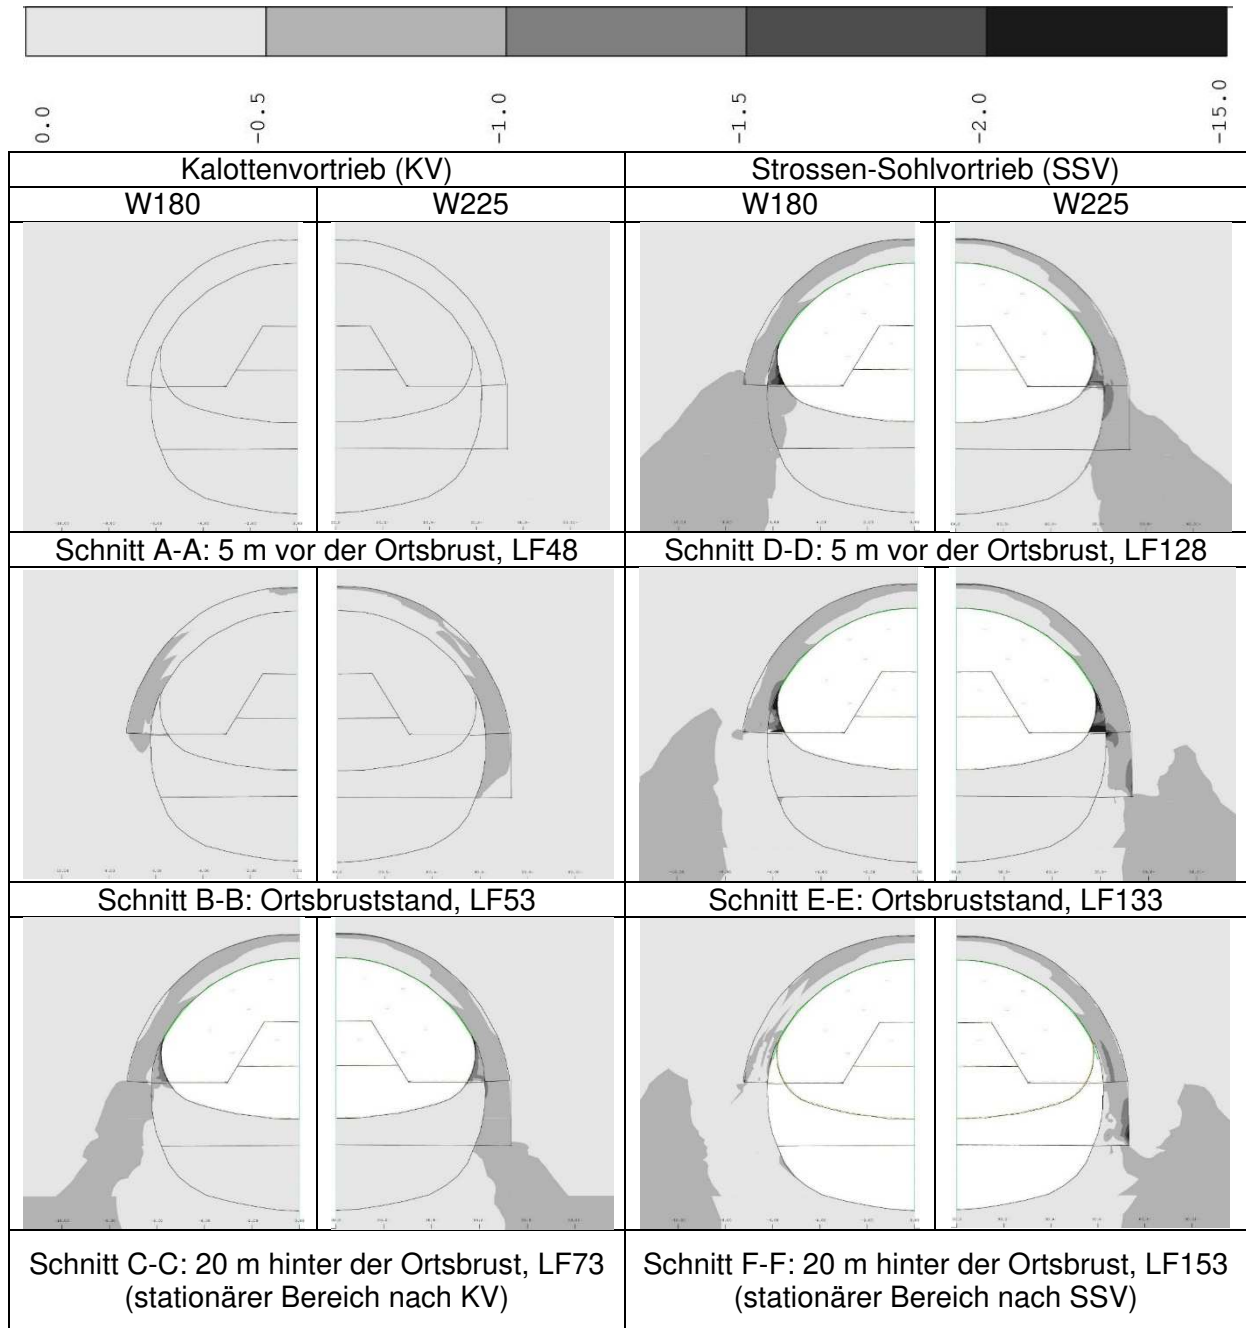 0.0
-0.5
-1.0
-1.5
-2.0
-15.0
Kalottenvortrieb (KV)
Strossen-Sohlvortrieb (SSV)
W180
W225
W180
W225
Schnitt A-A: 5 m vor der Ortsbrust, LF48
Schnitt D-D: 5 m vor der Ortsbrust, LF128
Schnitt B-B: Ortsbruststand, LF53
Schnitt E-E: Ortsbruststand, LF133
Schnitt C-C: 20 m hinter der Ortsbrust, LF73
(stationärer Bereich nach KV)
Schnitt F-F: 20 m hinter der Ortsbrust, LF153
(stationärer Bereich nach SSV)